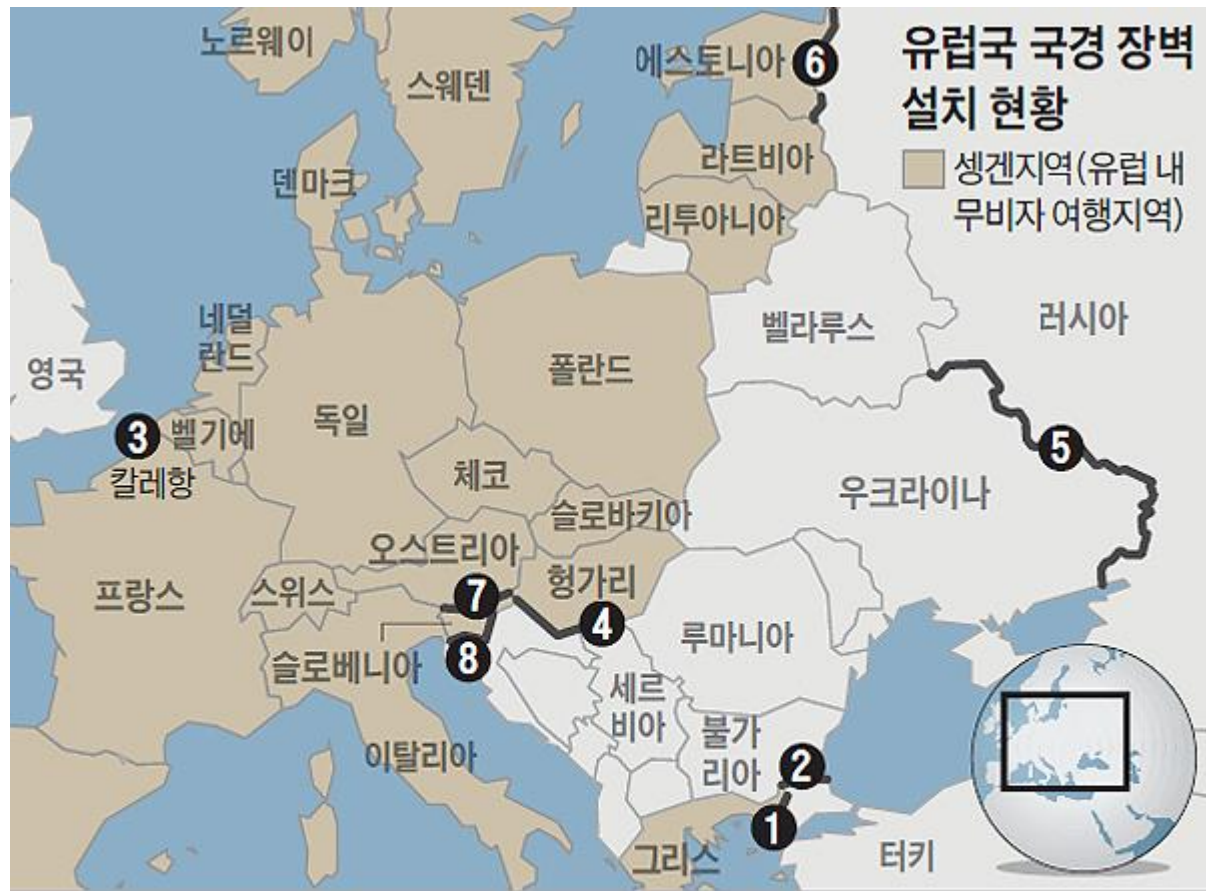 유럽국 국경 장벽
설치 현황
셍겐지역(유럽 내
무비자 여행지역)
노르웨이
스웨덴
에스토니아
6
라트비아
덴마크
리투아니아
네덜
란드
벨라루스
러시아
영국
폴란드
독일
3
벨기에
칼레항
체코
5
우크라이나
슬로바키아
오스트리아
헝가리
스위스
프랑스
7
4
루마니아
슬로베니아
8
세르
비아
불가
리아
이탈리아
2
1
그리스
터키